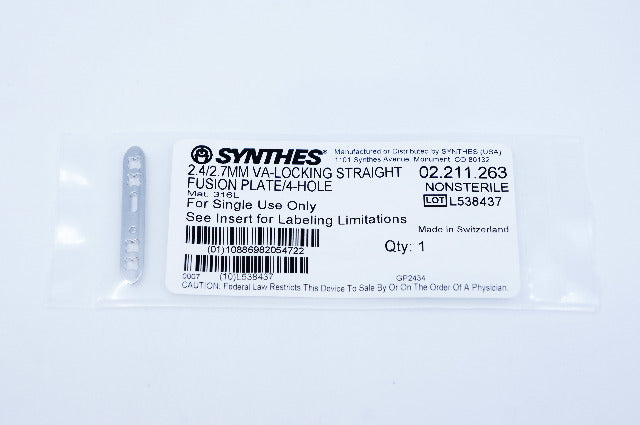 SYNTHES®
Manufactured or Distributed by SYNTHES (USA)
1101 Synthes Avenue, Monument, CO 80132
2.4/2.7MM VA-LOCKING STRAIGHT
FUSION PLATE/4-HOLE
02.211.263
Mat. 316L
NONSTERILE
For Single Use Only
LOT L538437
See Insert for Labeling Limitations
Made in Switzerland
Qty: 1
(01)10886982054722
0007 (10)L538437
GP2434
CAUTION: Federal Law Restricts This Device To Sale By Or On The Order Of A Physician.